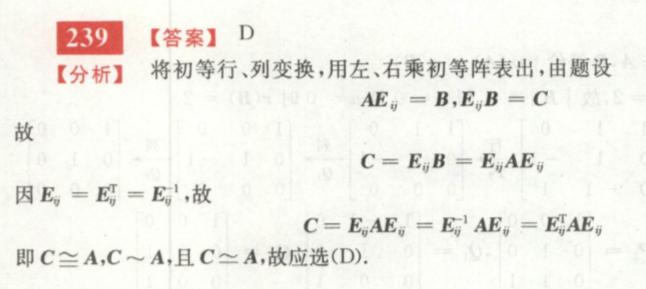 239 【答案】 D
【分析】 将初等行、列变换,用左、右乘初等阵表出,由题设
AE_{ij} = B, E_{ij}B = C
故
C = E_{ij}B = E_{ij}AE_{ij}
因 E_{ij} = E_{ij}^T = E_{ij}^{-1},故
C = E_{ij}AE_{ij} = E_{ij}^{-1} AE_{ij} = E_{ij}^T AE_{ij}
即 C ≅ A, C ~ A, 且 C ≃ A, 故应选(D).